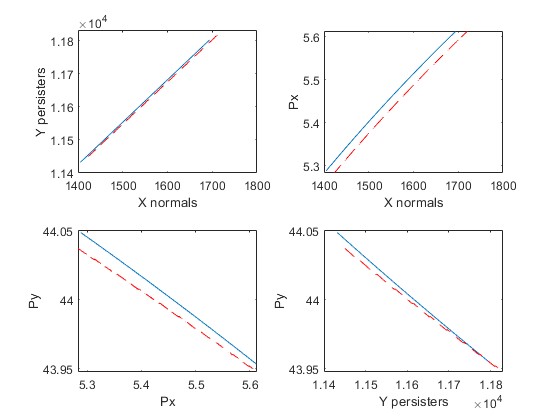 ×10⁴
1.18
1.17
1.16
1.15
1.14
Y persisters
1400 1500 1600 1700 1800
X normals
5.6
5.5
5.4
5.3
Px
1400 1500 1600 1700 1800
X normals
44.05
44
43.95
Py
5.3 5.4 5.5 5.6
Px
44.05
44
43.95
Py
1.14 1.15 1.16 1.17 1.18
Y persisters ×10⁴